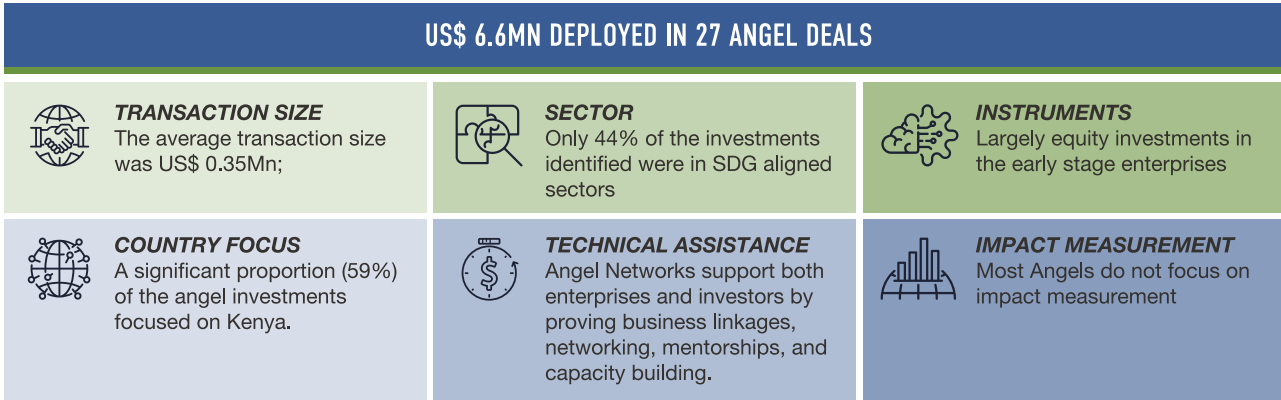 US$ 6.6MN DEPLOYED IN 27 ANGEL DEALS
TRANSACTION SIZE
The average transaction size
was US$ 0.35Mn;
SECTOR
Only 44% of the investments
identified were in SDG aligned
sectors
INSTRUMENTS
Largely equity investments in
the early stage enterprises
COUNTRY FOCUS
A significant proportion (59%)
of the angel investments
focused on Kenya.
TECHNICAL ASSISTANCE
Angel Networks support both
enterprises and investors by
proving business linkages,
networking, mentorships, and
capacity building.
IMPACT MEASUREMENT
Most Angels do not focus on
impact measurement